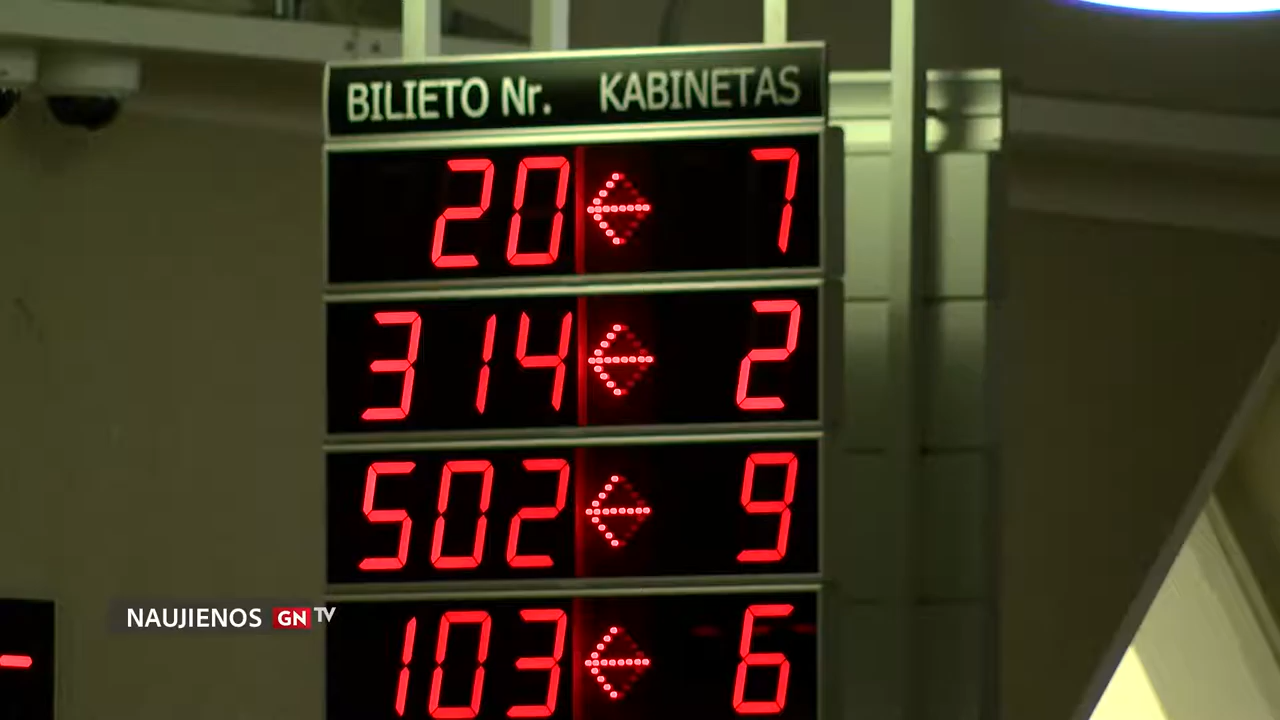 BILIETO Nr. KABINETAS
20 7
314 2
502 9
103 6
NAUJIENOS GN TV